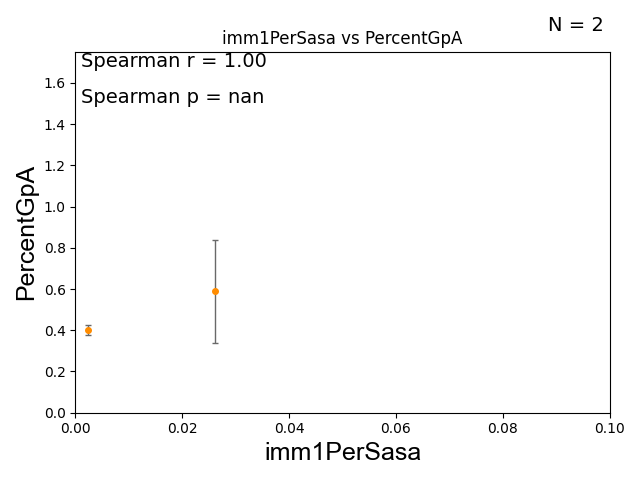 N = 2
imm1PerSasa vs PercentGpA
Spearman r = 1.00
Spearman p = nan
PercentGpA
1.6
1.4
1.2
1.0
0.8
0.6
0.4
0.2
0.0
0.00 0.02 0.04 0.06 0.08 0.10
imm1PerSasa